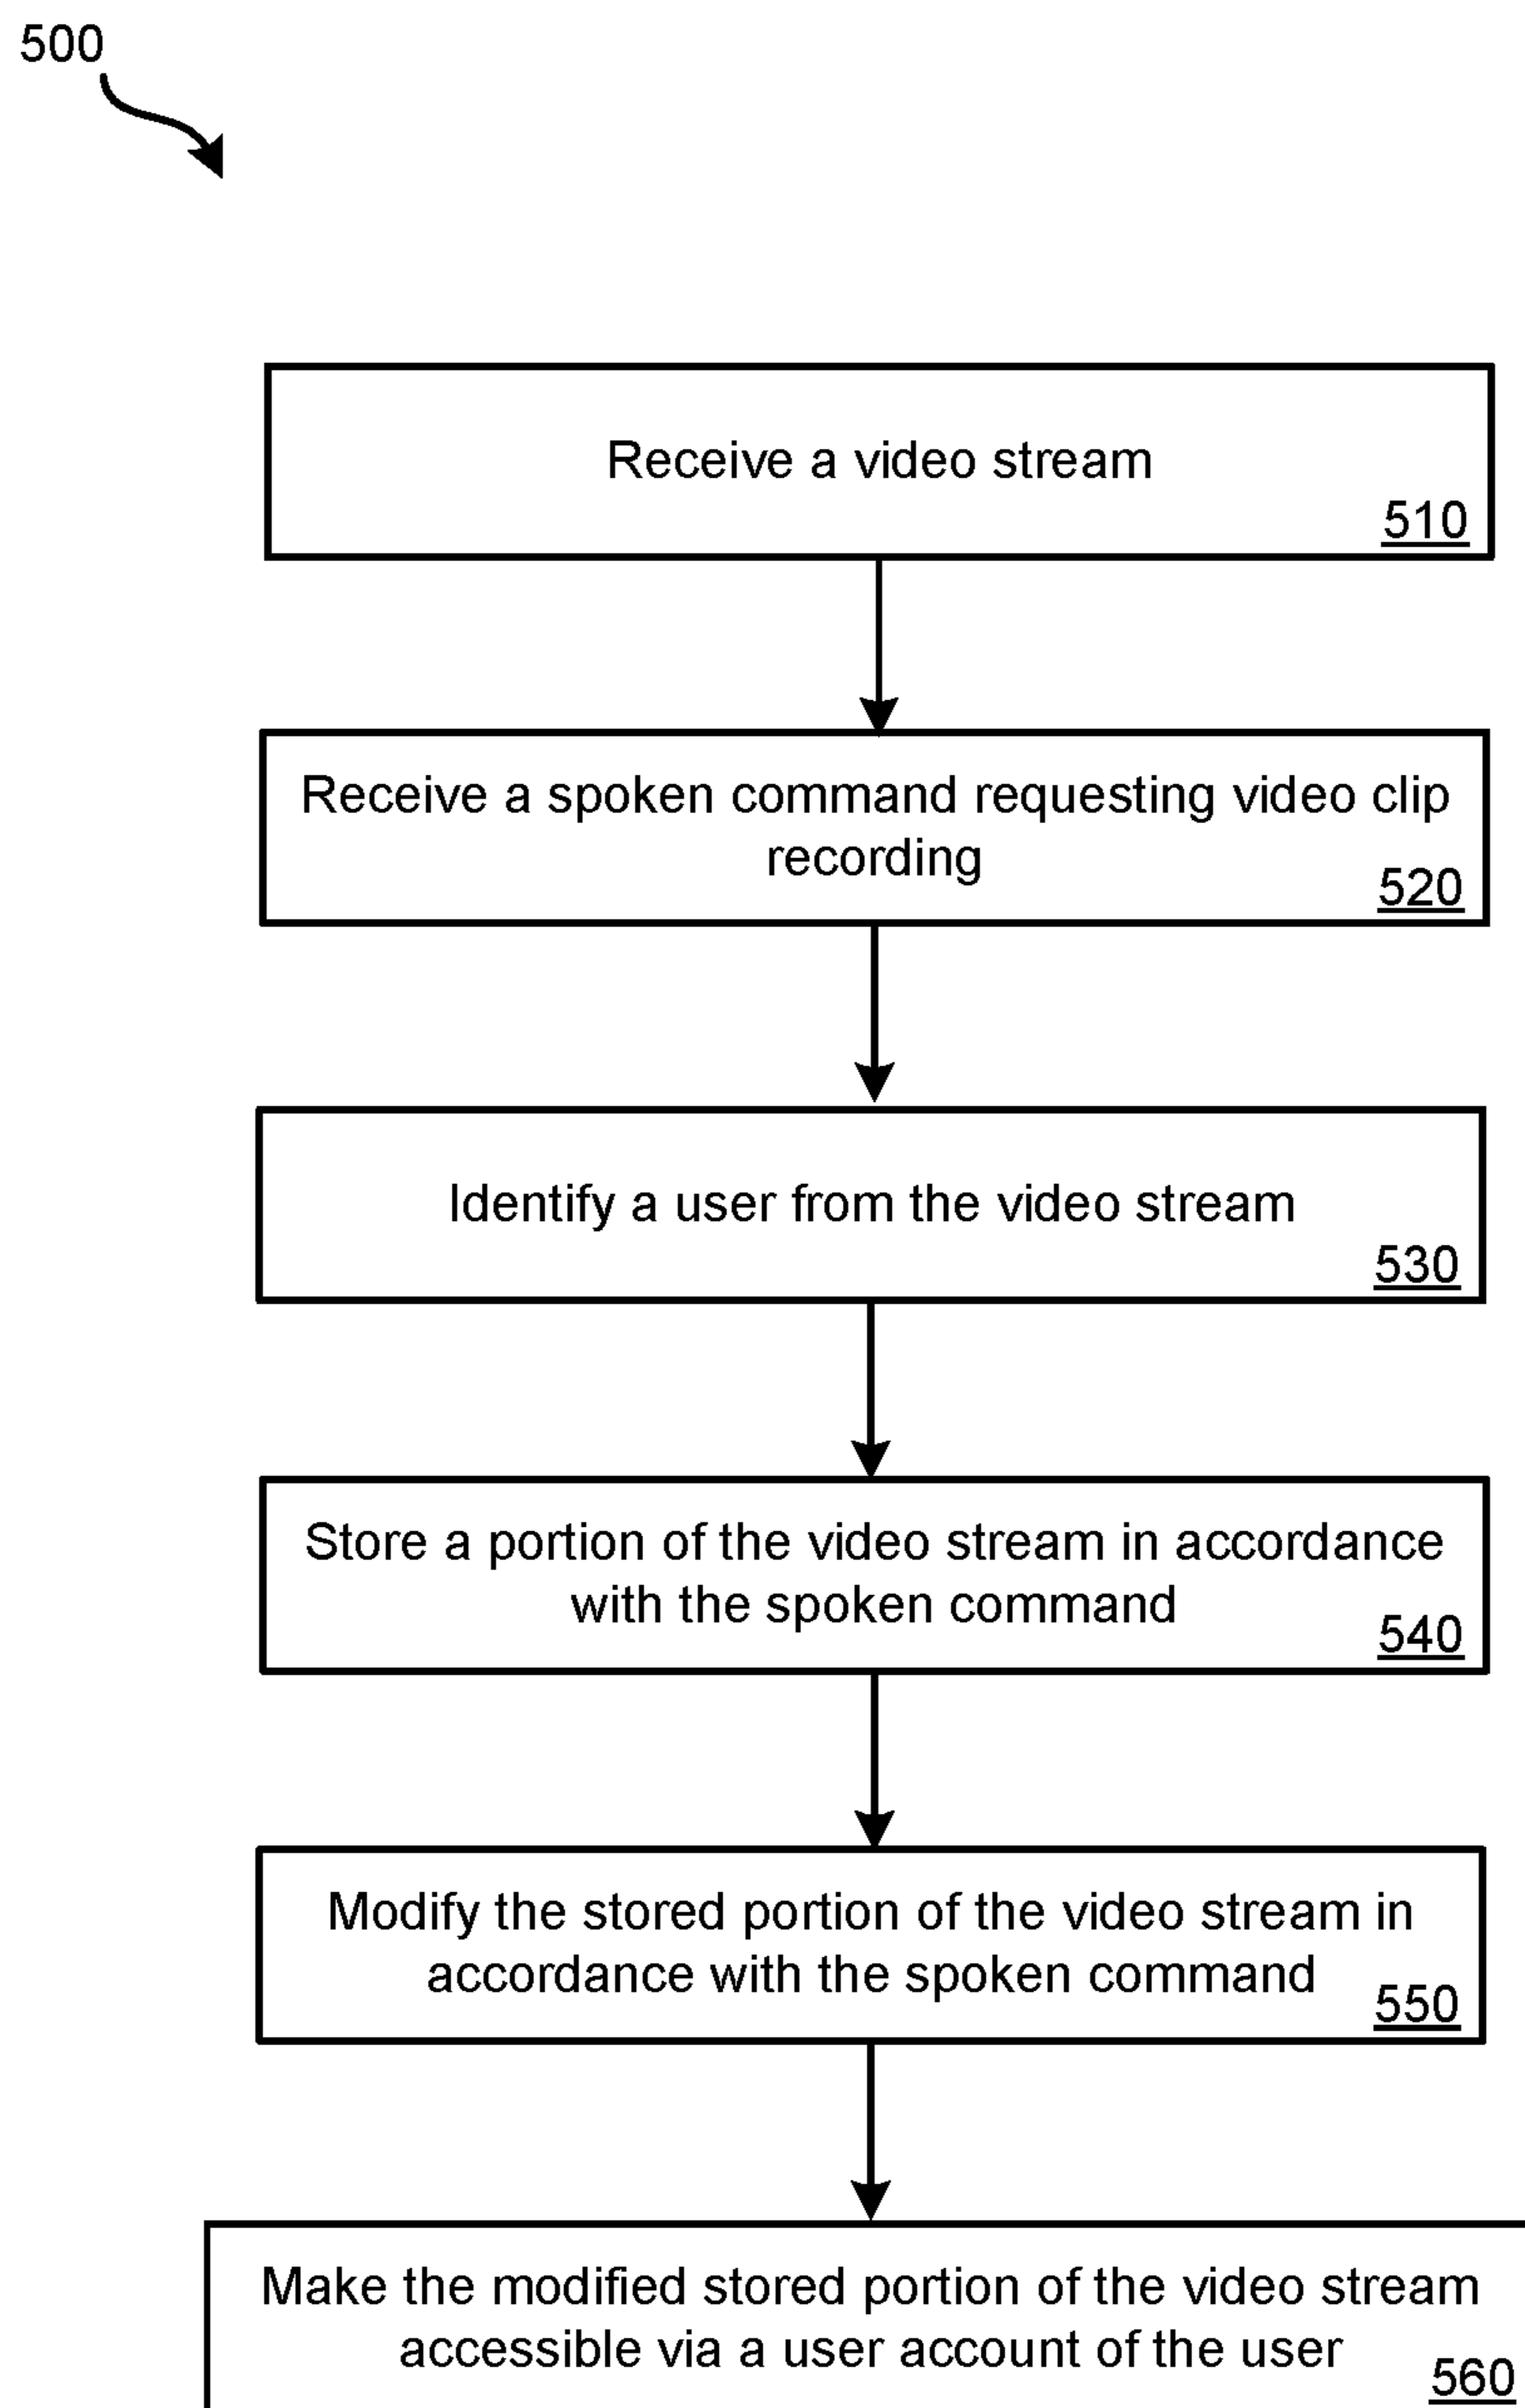 500
Receive a video stream
510
Receive a spoken command requesting video clip
recording
520
Identify a user from the video stream
530
Store a portion of the video stream in accordance
with the spoken command
540
Modify the stored portion of the video stream in
accordance with the spoken command
550
Make the modified stored portion of the video stream
accessible via a user account of the user
560